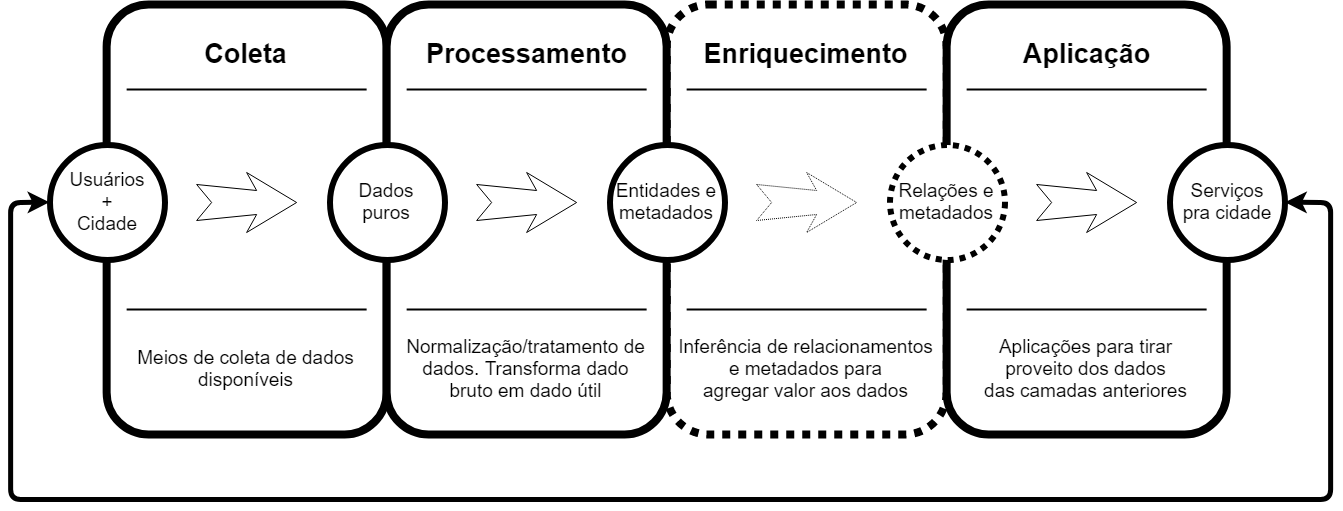 Coleta
Processamento
Enriquecimento
Aplicação
Usuários
+
Cidade
Dados
puros
Entidades e
metadados
Relações e
metadados
Serviços
pra cidade
Meios de coleta de dados
disponíveis
Normalização/tratamento de
dados. Transforma dado
bruto em dado útil
Inferência de relacionamentos
e metadados para
agregar valor aos dados
Aplicações para tirar
proveito dos dados
das camadas anteriores